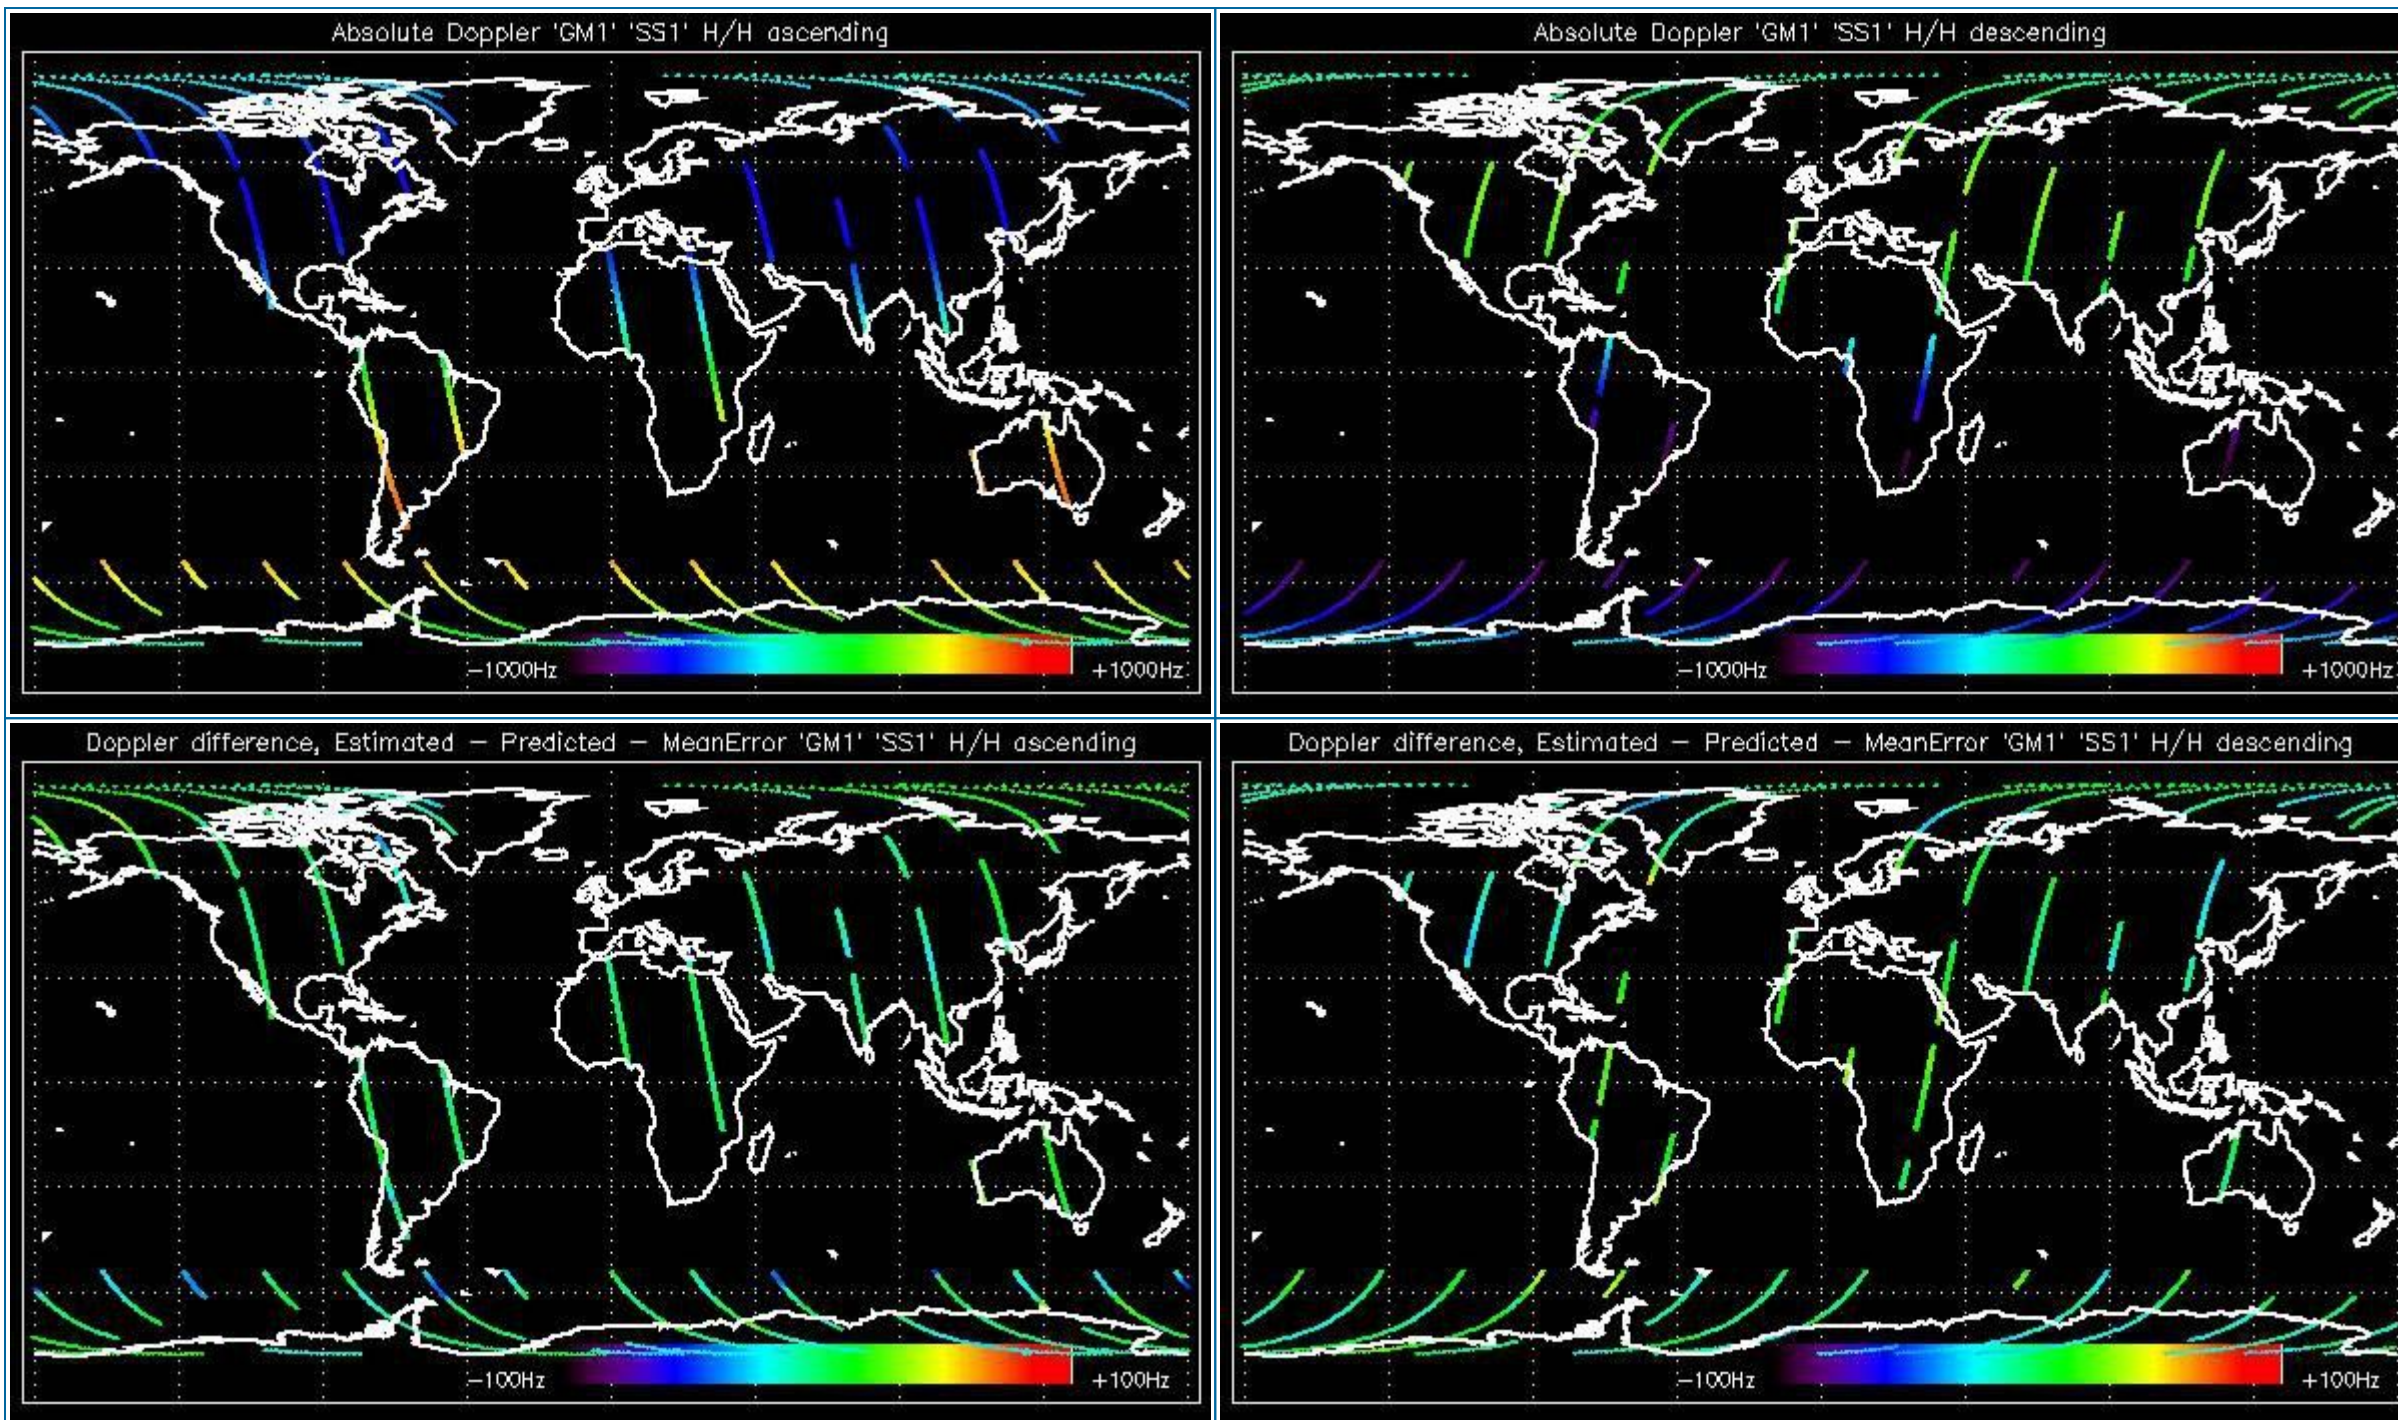 Absolute Doppler 'GM1' 'SS1' H/H ascending
−1000Hz
+1000Hz
Absolute Doppler 'GM1' 'SS1' H/H descending
−1000Hz
+1000Hz
Doppler difference, Estimated − Predicted − MeanError 'GM1' 'SS1' H/H ascending
−100Hz
+100Hz
Doppler difference, Estimated − Predicted − MeanError 'GM1' 'SS1' H/H descending
−100Hz
+100Hz